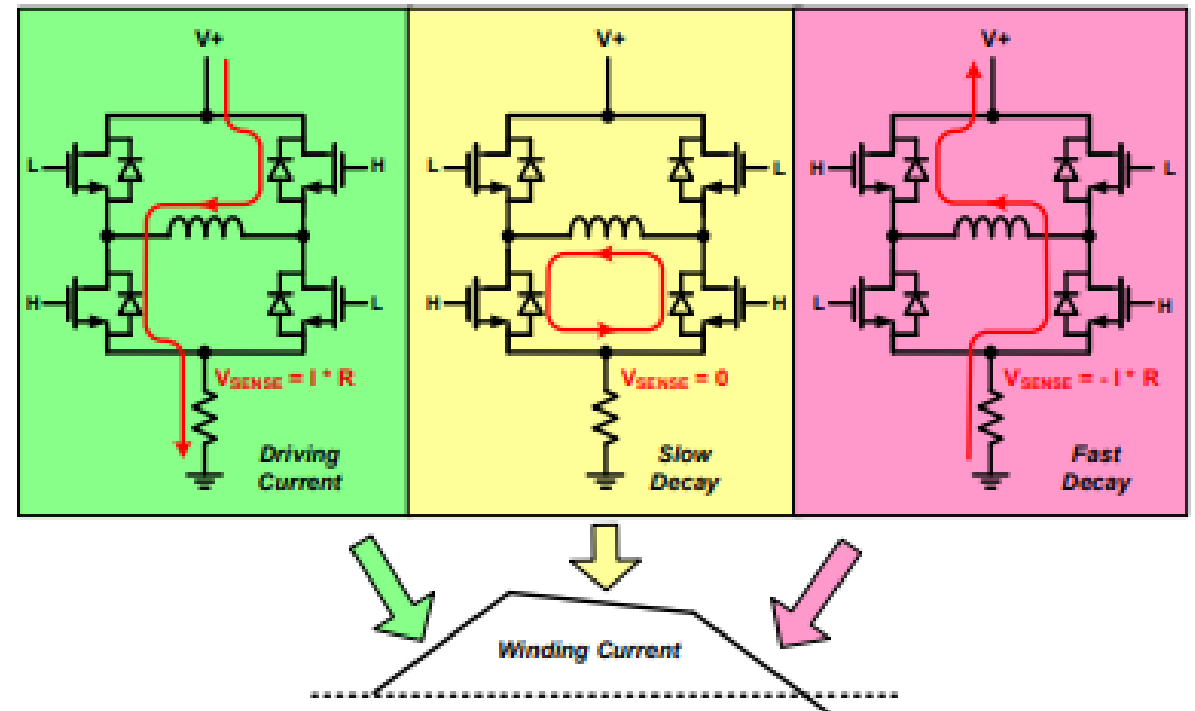 V+
L
H
H
L
VSENSE = I * R
Driving
Current
V+
L
L
H
H
VSENSE = 0
Slow
Decay
V+
H
L
L
H
VSENSE = - I * R
Fast
Decay
Winding Current